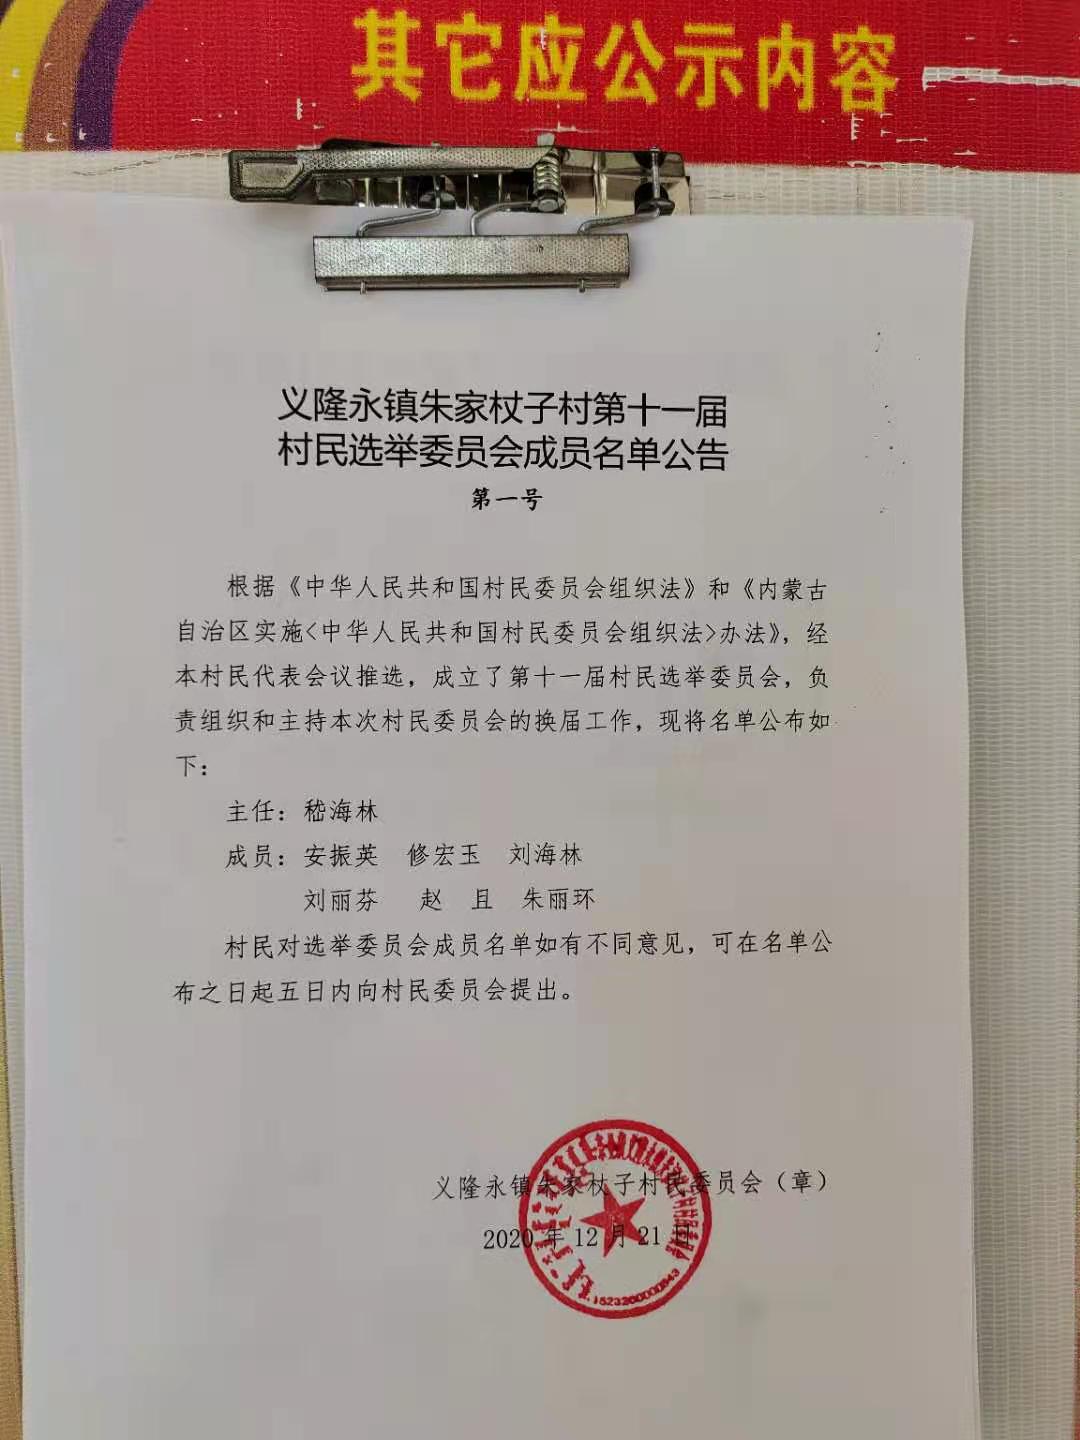 其它应公示内容
义隆永镇朱家杖子村第十一届
村民选举委员会成员名单公告
第一号
根据《中华人民共和国村民委员会组织法》和《内蒙古
自治区实施<中华人民共和国村民委员会组织法>办法》，经
本村民代表会议推选，成立了第十一届村民选举委员会，负
责组织和主持本次村民委员会的换届工作，现将名单公布如
下：
主任：嵇海林
成员：安振英 修宏玉 刘海林
刘丽芬 赵 且 朱丽环
村民对选举委员会成员名单如有不同意见，可在名单公
布之日起五日内向村民委员会提出。
义隆永镇朱家杖子村民委员会（章）
2020 年 12 月 21 日